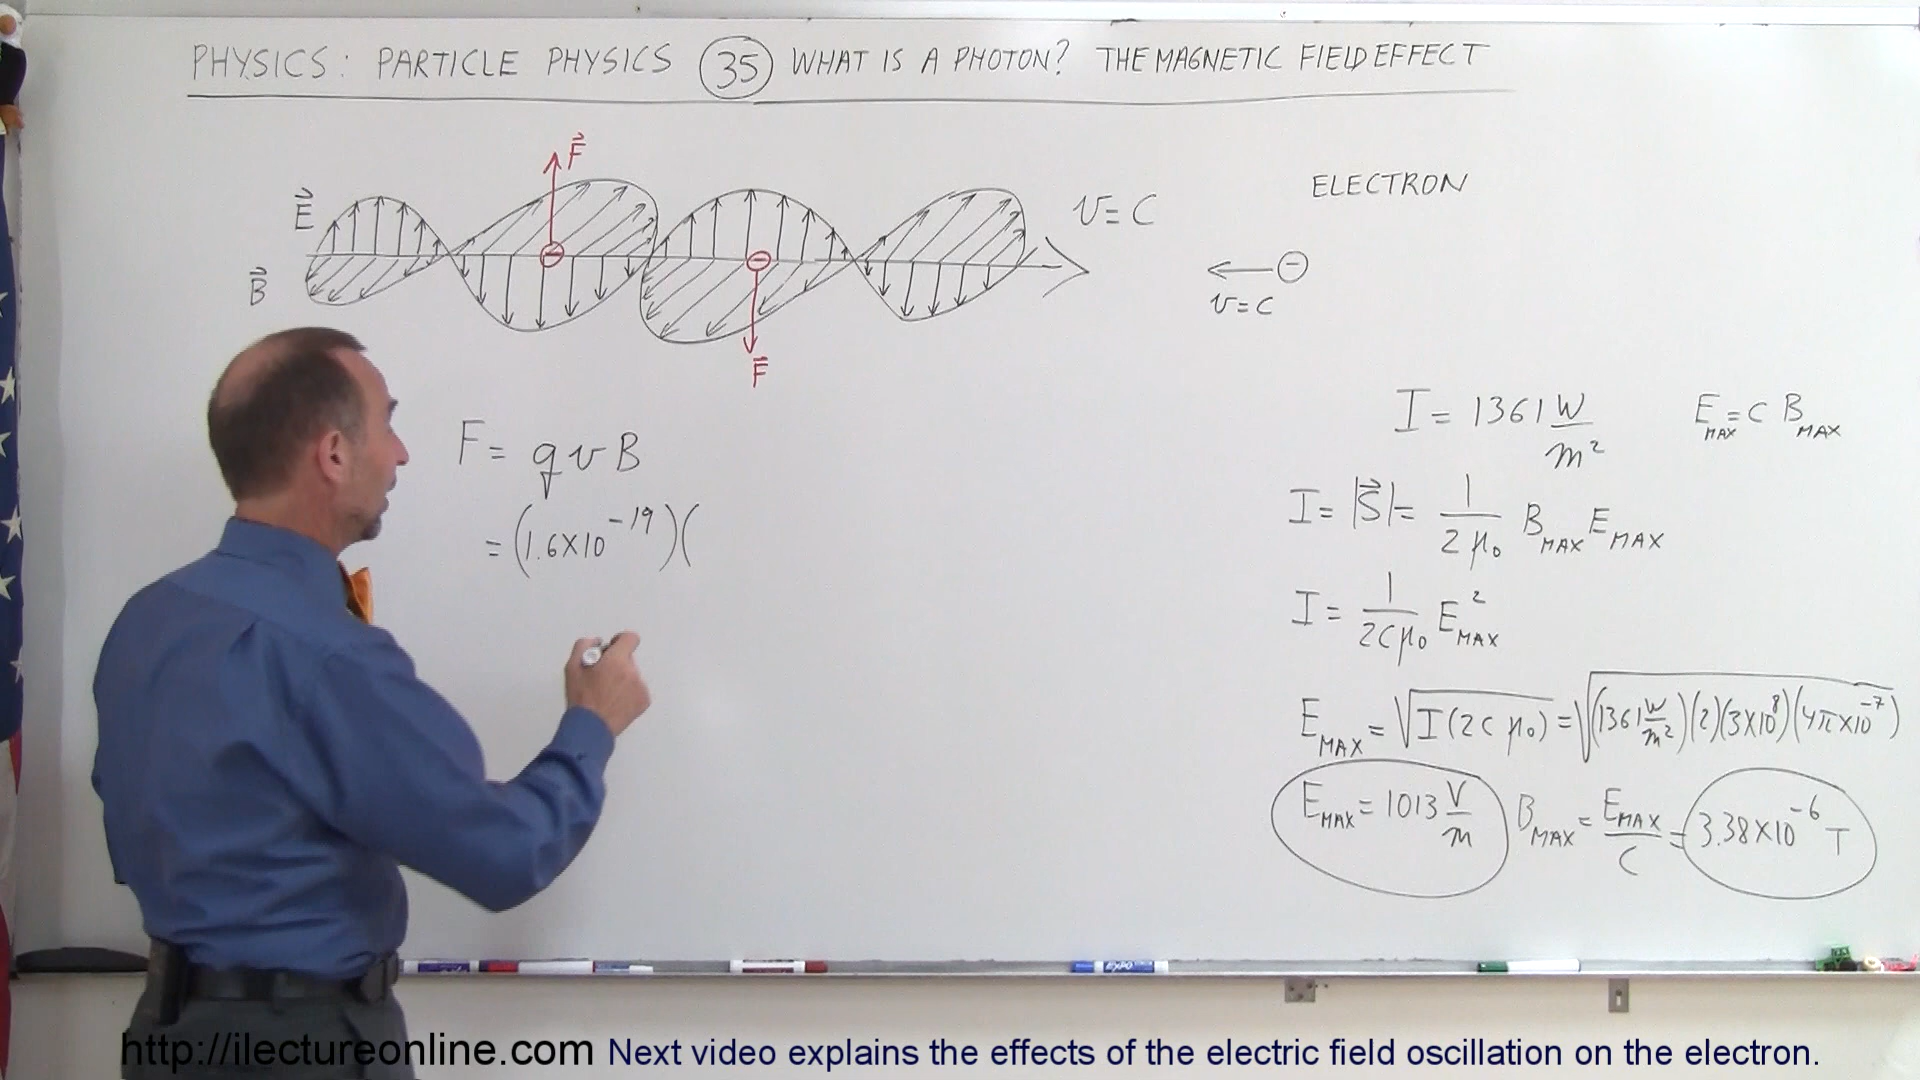 PHYSICS: PARTICLE PHYSICS 35 WHAT IS A PHOTON? THE MAGNETIC FIELD EFFECT
F⃗
E⃗
B⃗
v = C
ELECTRON
−
−
−
v = C
F⃗
F = qvB
= (1.6×10⁻¹⁹)(
I = 1361 W/m²
E_MAX = C B_MAX
I = |S⃗| = 1/(2μ₀) B_MAX E_MAX
I = 1/(2Cμ₀) E²_MAX
E_MAX = √(I(2Cμ₀)) = √((1361 W/m²)(2)(3×10⁸)(4π×10⁻⁷))
E_MAX = 1013 V/m
B_MAX = E_MAX/C = 3.38×10⁻⁶ T
EXPO
http://ilectureonline.com Next video explains the effects of the electric field oscillation on the electron.